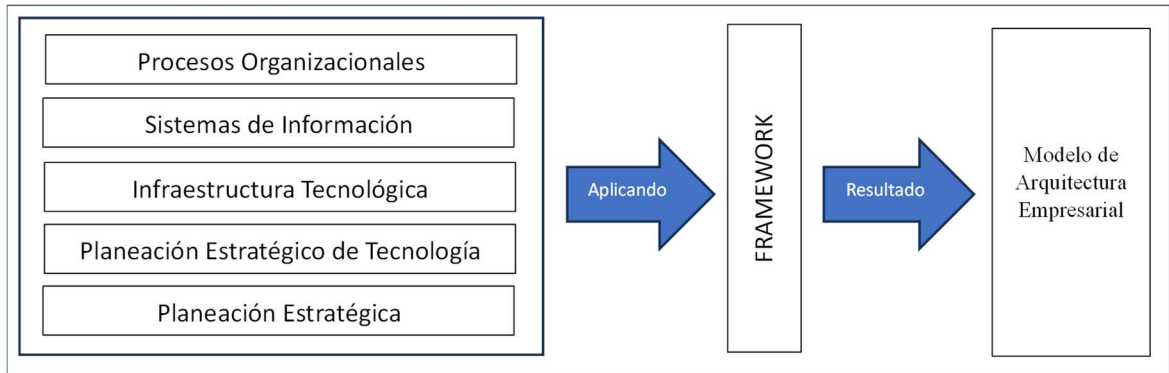 Procesos Organizacionales
Sistemas de Información
Infraestructura Tecnológica
Planeación Estratégico de Tecnología
Planeación Estratégica
Aplicando
FRAMEWORK
Resultado
Modelo de
Arquitectura
Empresarial